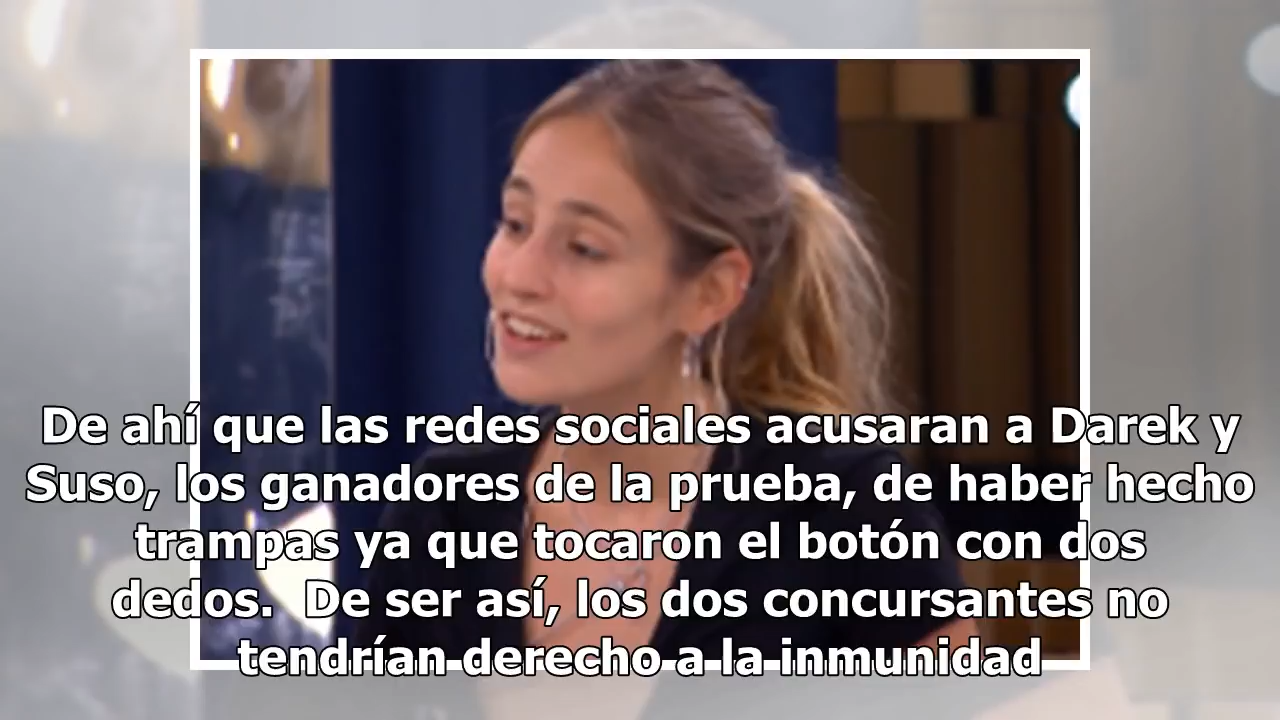 De ahí que las redes sociales acusaran a Darek y
Suso, los ganadores de la prueba, de haber hecho
trampas ya que tocaron el botón con dos
dedos.  De ser así, los dos concursantes no
tendrían derecho a la inmunidad